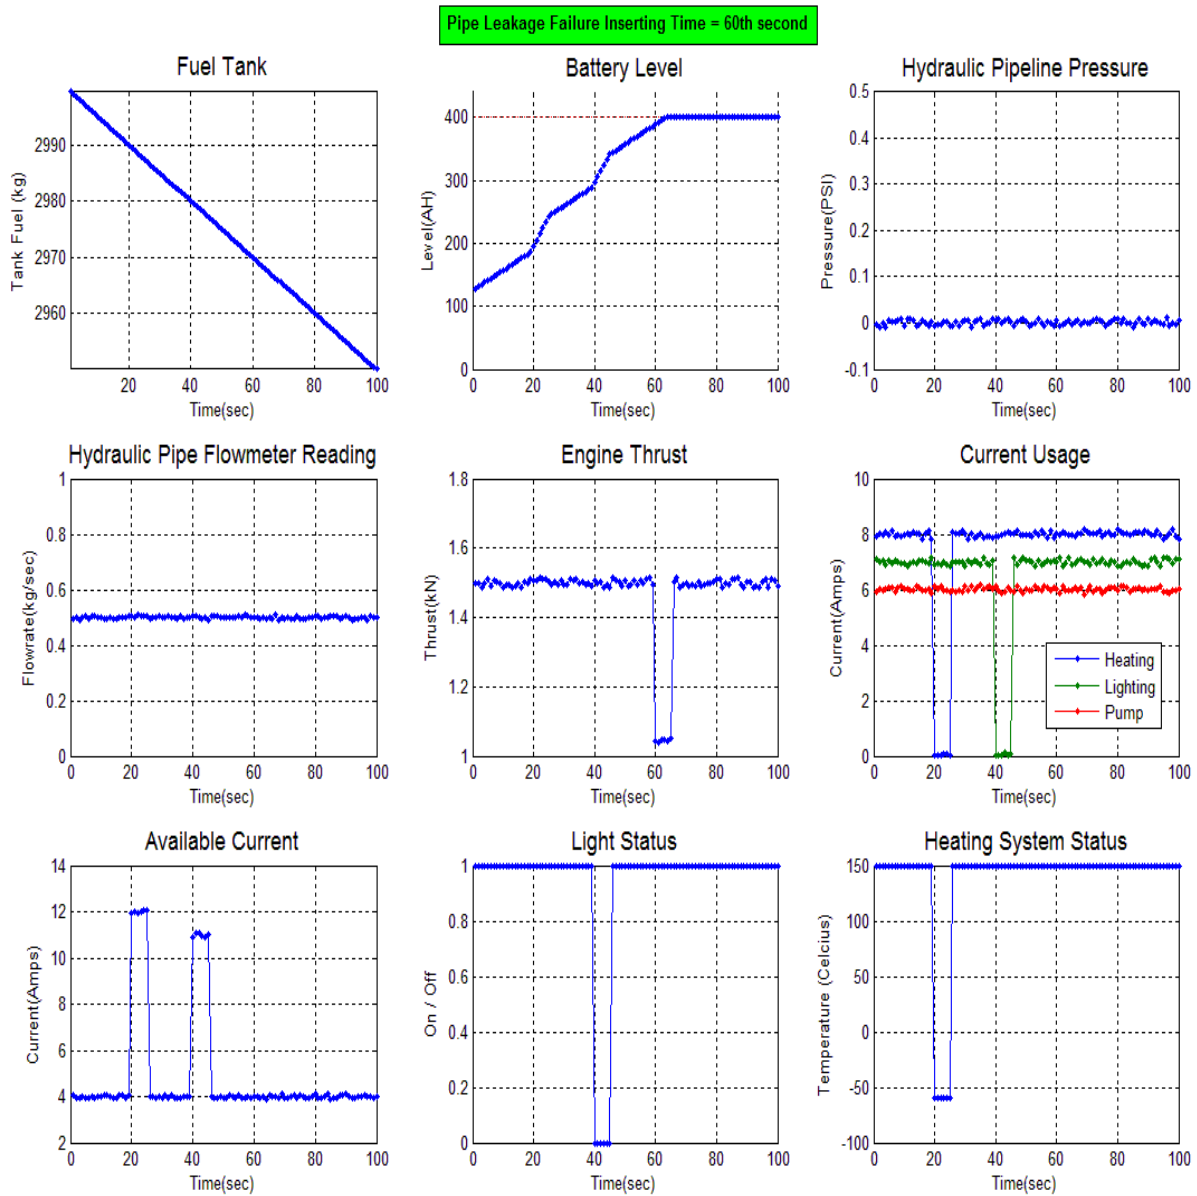 Pipe Leakage Failure Inserting Time = 60th second
Fuel Tank
Tank Fuel (kg)
2990
2980
2970
2960
20 40 60 80 100
Time(sec)
Battery Level
Level(AH)
400
300
200
100
0
0 20 40 60 80 100
Time(sec)
Hydraulic Pipeline Pressure
Pressure(PSI)
0.5
0.4
0.3
0.2
0.1
0
-0.1
0 20 40 60 80 100
Time(sec)
Hydraulic Pipe Flowmeter Reading
Flowrate(kg/sec)
1
0.8
0.6
0.4
0.2
0
0 20 40 60 80 100
Time(sec)
Engine Thrust
Thrust(kN)
1.8
1.6
1.4
1.2
1
0 20 40 60 80 100
Time(sec)
Current Usage
Current(Amps)
10
8
6
4
2
0
Heating
Lighting
Pump
0 20 40 60 80 100
Time(sec)
Available Current
Current(Amps)
14
12
10
8
6
4
2
0 20 40 60 80 100
Time(sec)
Light Status
On / Off
1
0.8
0.6
0.4
0.2
0
0 20 40 60 80 100
Time(sec)
Heating System Status
Temperature (Celcius)
150
100
50
0
-50
-100
0 20 40 60 80 100
Time(sec)